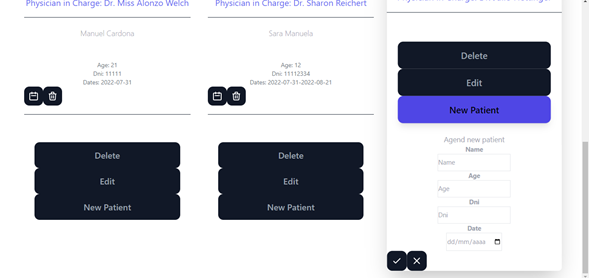 Physician in Charge: Dr. Miss Alonzo Welch
Manuel Cardona
Age: 21
Dni: 11111
Dates: 2022-07-31
Delete
Edit
New Patient
Physician in Charge: Dr. Sharon Reichert
Sara Manuela
Age: 12
Dni: 11112334
Dates: 2022-07-31-2022-08-21
Delete
Edit
New Patient
Delete
Edit
New Patient
Agend new patient
Name
Name
Age
Age
Dni
Dni
Date
dd/mm/aaaa